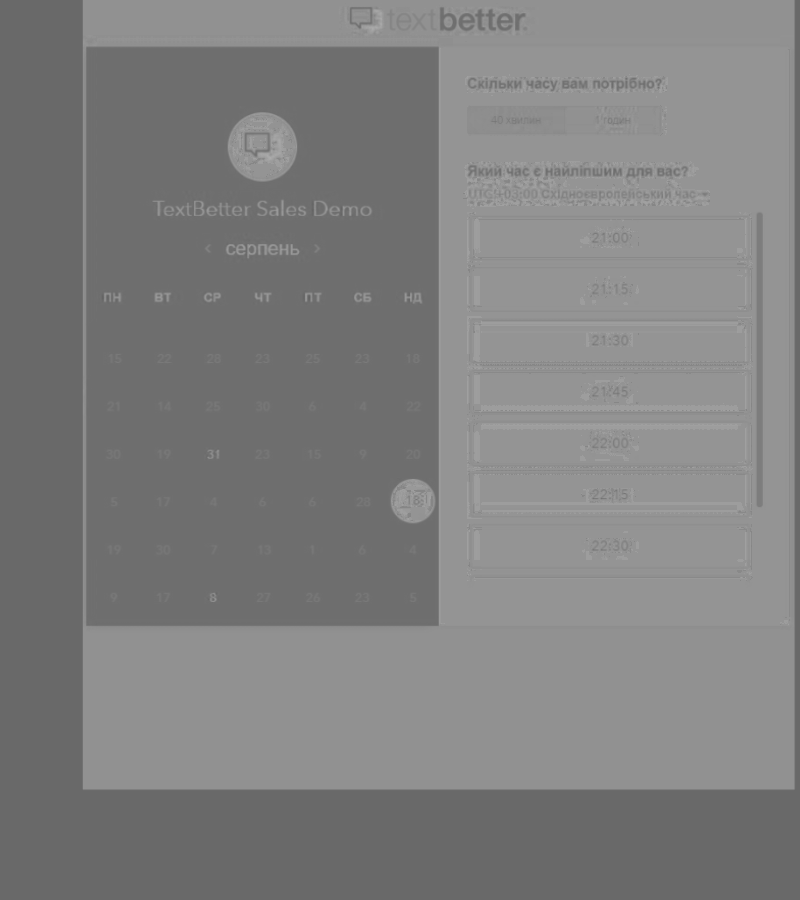 textbetter
TextBetter Sales Demo
‹ серпень ›
ПН ВТ СР ЧТ ПТ СБ НД
15 22 28 23 25 23 18
21 14 25 30 6 4 22
30 19 31 23 15 9 20
5 17 4 6 6 28 18
19 30 7 13 1 6 4
9 17 8 27 26 23 5
Скільки часу вам потрібно?
40 хвилин 1 годин
Який час є найліпшим для вас?
UTC+03:00 Східноєвропейський час
21:00
21:15
21:30
21:45
22:00
22:15
22:30